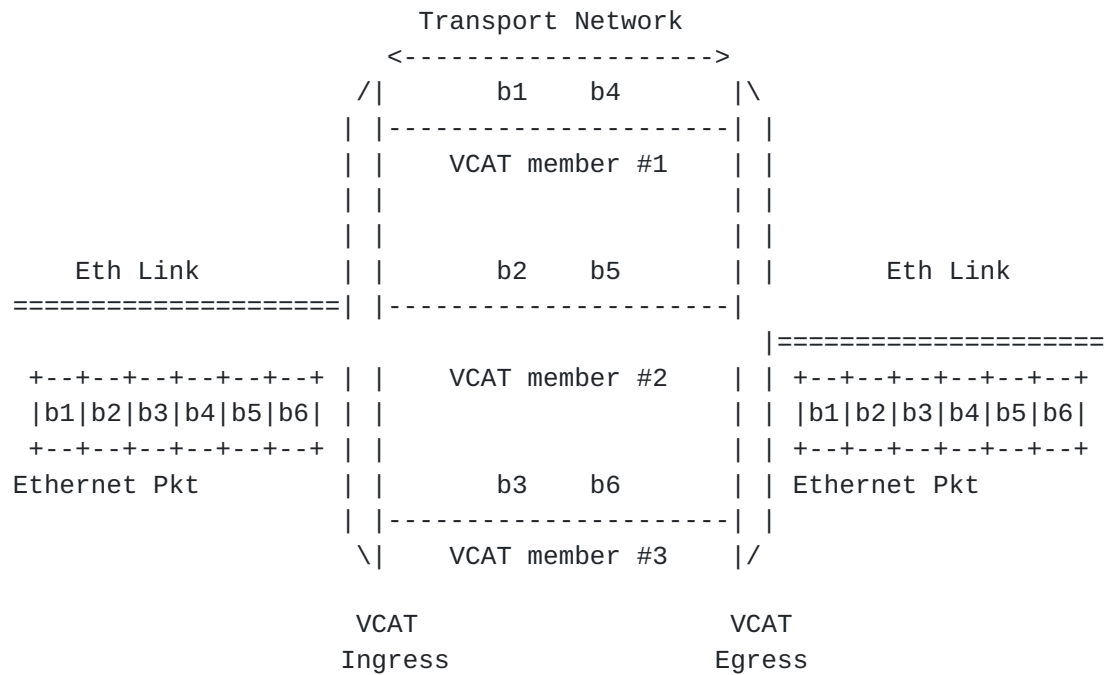 Transport Network
                        <-------------------->
                      /|       b1    b4       |\
                     | |----------------------| |
                     | |    VCAT member #1    | |
                     | |                      | |
                     | |                      | |
    Eth Link         | |       b2    b5       | |       Eth Link
=====================| |----------------------|
                                                |=====================
 +--+--+--+--+--+--+ | |    VCAT member #2    | | +--+--+--+--+--+--+
 |b1|b2|b3|b4|b5|b6| | |                      | | |b1|b2|b3|b4|b5|b6|
 +--+--+--+--+--+--+ | |                      | | +--+--+--+--+--+--+
Ethernet Pkt         | |       b3    b6       | | Ethernet Pkt
                     | |----------------------| |
                      \|    VCAT member #3    |/

                      VCAT                    VCAT
                     Ingress                 Egress